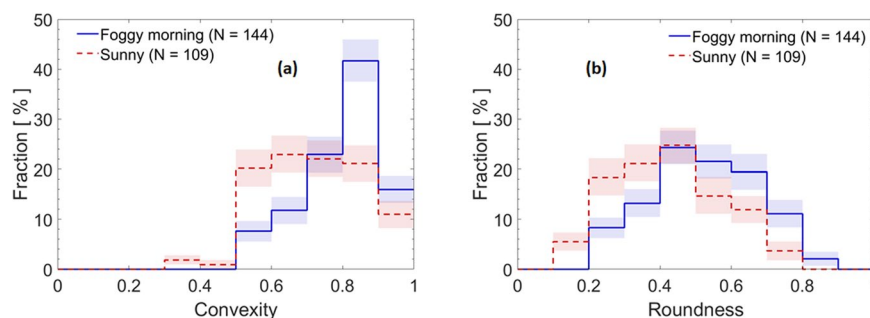 50
40
30
20
10
0
Fraction [ % ]
Foggy morning (N = 144)
Sunny (N = 109)
(a)
0 0.2 0.4 0.6 0.8 1
Convexity
50
40
30
20
10
0
Fraction [ % ]
Foggy morning (N = 144)
Sunny (N = 109)
(b)
0 0.2 0.4 0.6 0.8
Roundness